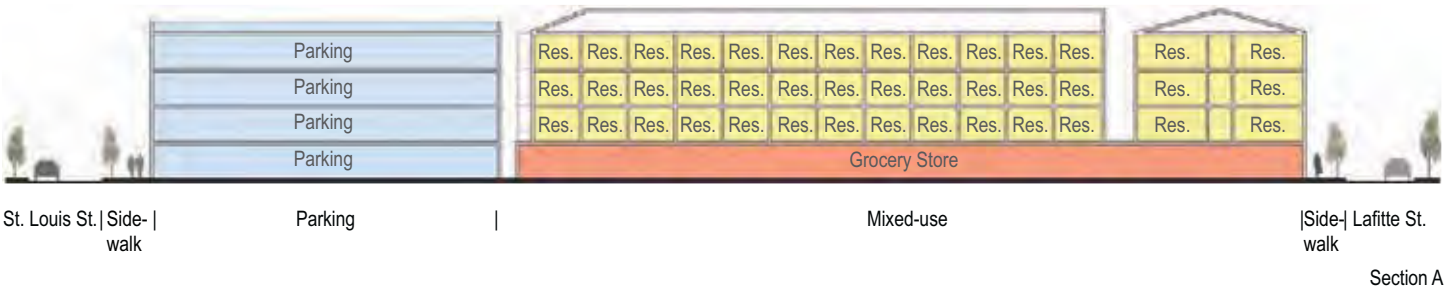 Parking Res. Res. Res. Res. Res. Res. Res. Res. Res. Res. Res. Res. Res. Res.
Parking Res. Res. Res. Res. Res. Res. Res. Res. Res. Res. Res. Res. Res. Res.
Parking Res. Res. Res. Res. Res. Res. Res. Res. Res. Res. Res. Res. Res. Res.
Parking Grocery Store
St. Louis St.| Side- | Parking | Mixed-use |Side-| Lafitte St.
walk walk
Section A